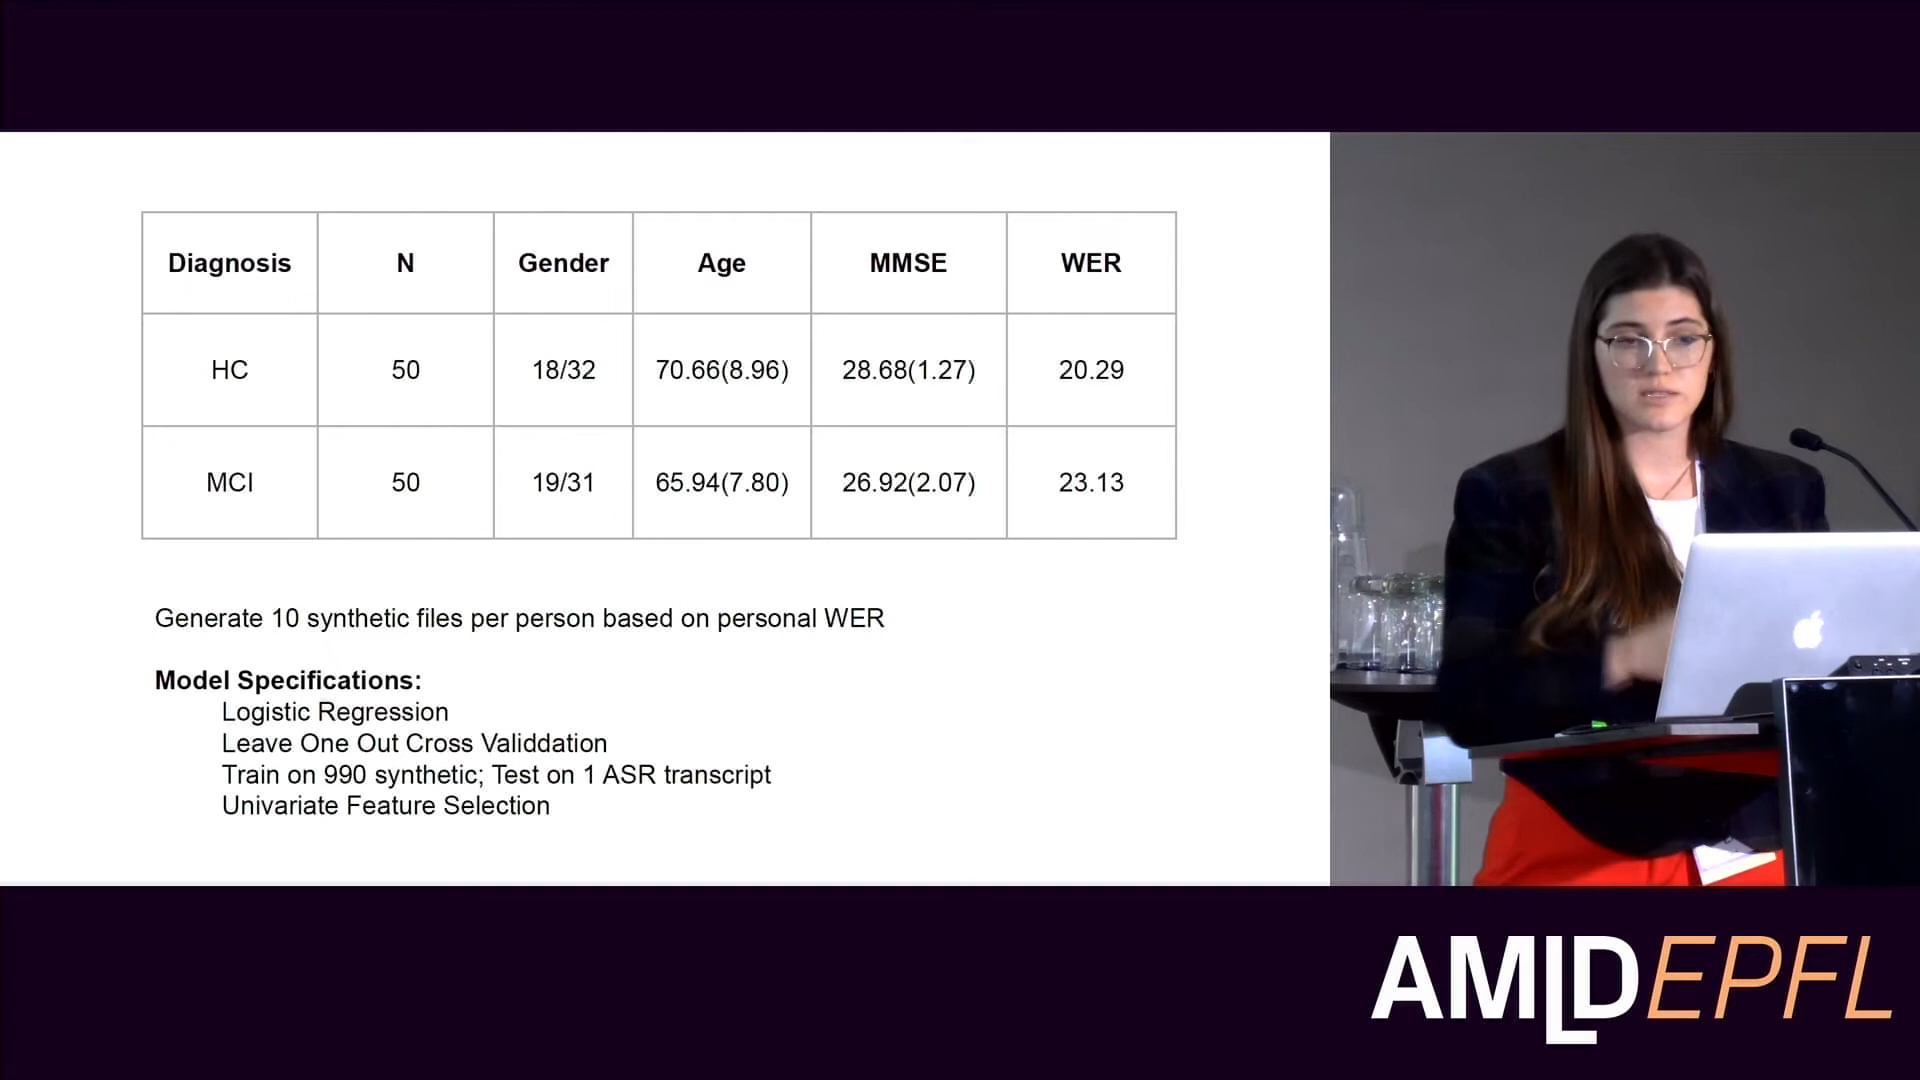 Diagnosis N Gender Age MMSE WER
HC 50 18/32 70.66(8.96) 28.68(1.27) 20.29
MCI 50 19/31 65.94(7.80) 26.92(2.07) 23.13
Generate 10 synthetic files per person based on personal WER
Model Specifications:
Logistic Regression
Leave One Out Cross Validdation
Train on 990 synthetic; Test on 1 ASR transcript
Univariate Feature Selection
AMLDEPFL